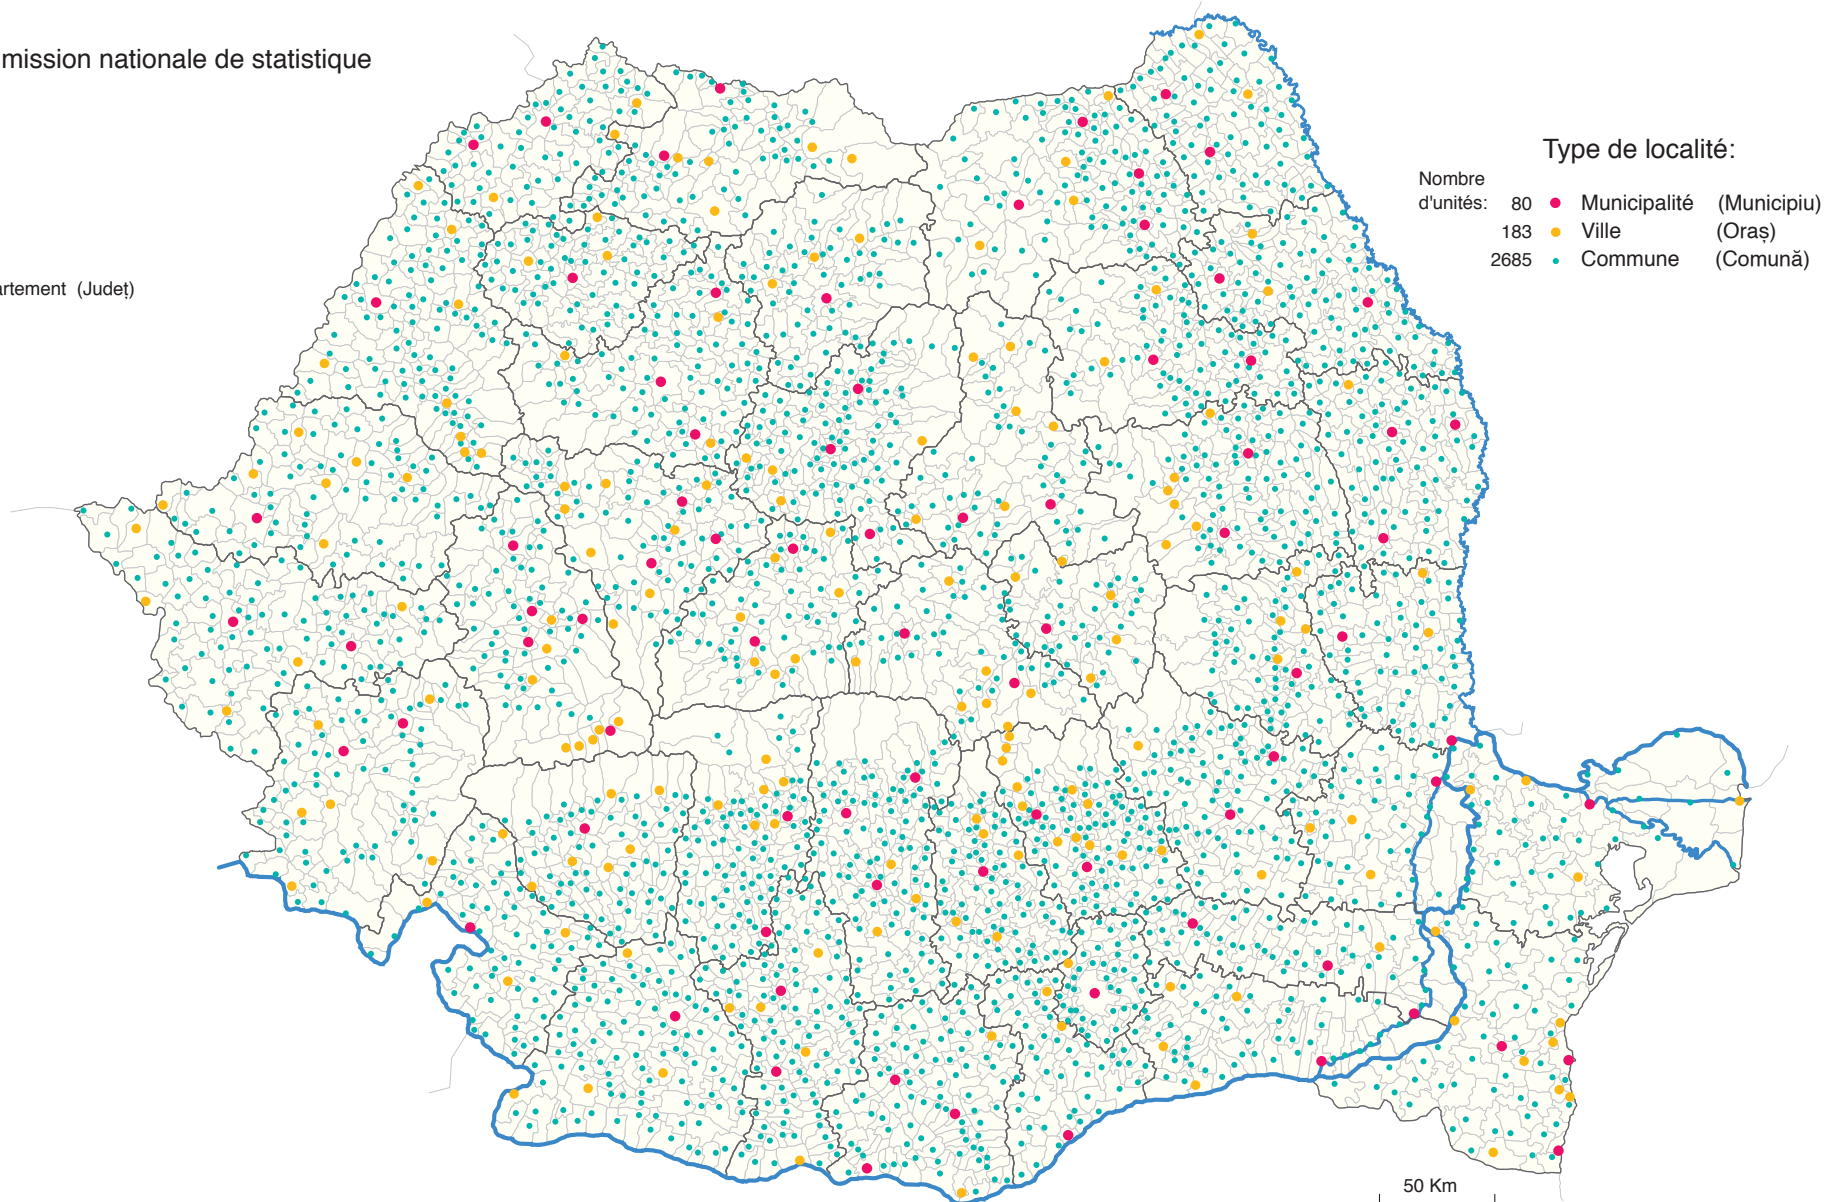 mission nationale de statistique
artement (Județ)
Type de localité:
Nombre
d'unités: 80 Municipalité (Municipiu)
183 Ville (Oraș)
2685 Commune (Comună)
50 Km